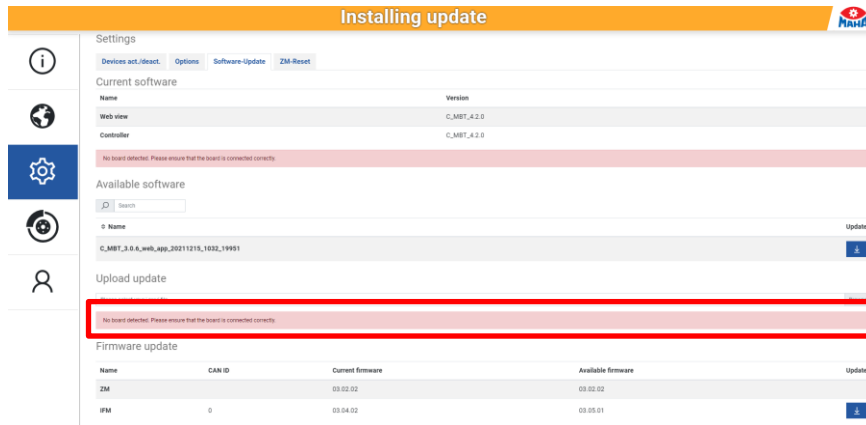 Installing update
MAHA
Settings
Devices act./deact. Options Software-Update ZM-Reset
Current software
Name Version
Web view C_MBT_4.2.0
Controller C_MBT_4.2.0
No board detected. Please ensure that the board is connected correctly.
Available software
Search
Name Update
C_MBT_3.0.6_web_app_20211215_1032_19951
Upload update
No board detected. Please ensure that the board is connected correctly.
Firmware update
Name CAN ID Current firmware Available firmware Update
ZM 03.02.02 03.02.02
IFM 0 03.04.02 03.05.01